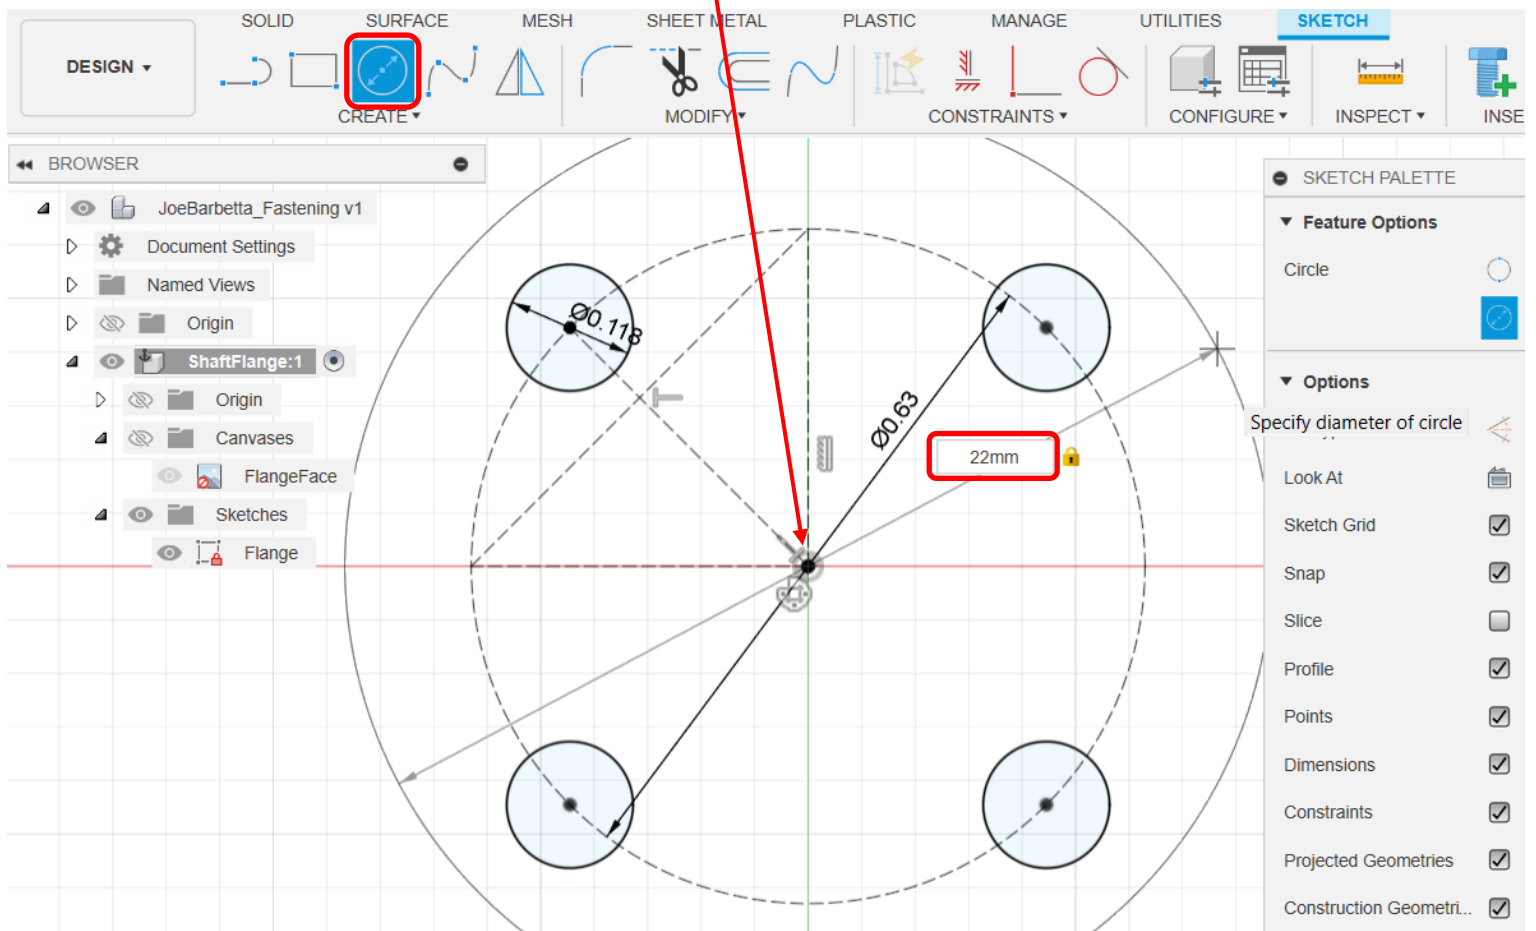 SOLID SURFACE MESH SHEET METAL PLASTIC MANAGE UTILITIES SKETCH
DESIGN
CREATE MODIFY CONSTRAINTS CONFIGURE INSPECT INSE
BROWSER
JoeBarbetta_Fastening v1
Document Settings
Named Views
Origin
ShaftFlange:1
Origin
Canvases
FlangeFace
Sketches
Flange
Ø0.118
Ø0.63
22mm
SKETCH PALETTE
Feature Options
Circle
Options
Specify diameter of circle
Look At
Sketch Grid
Snap
Slice
Profile
Points
Dimensions
Constraints
Projected Geometries
Construction Geometri...